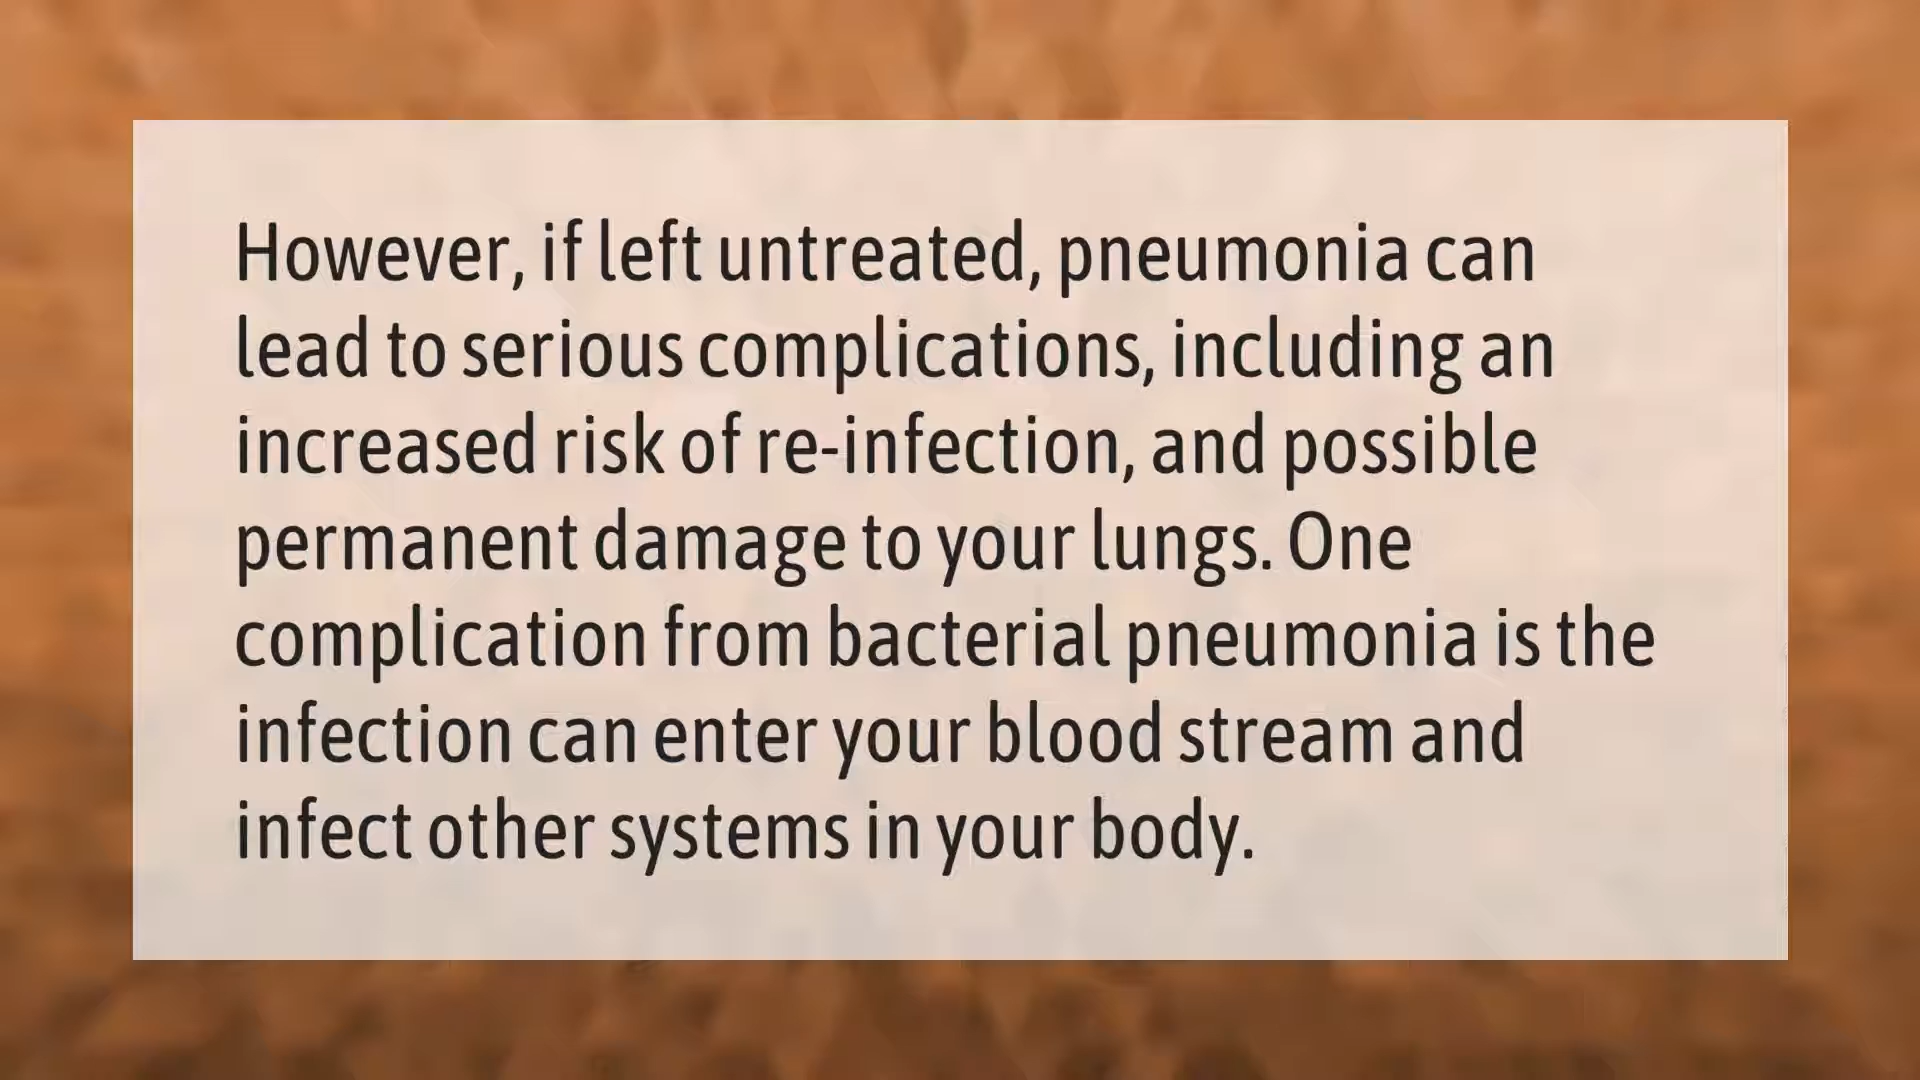 However, if left untreated, pneumonia can
lead to serious complications, including an
increased risk of re-infection, and possible
permanent damage to your lungs. One
complication from bacterial pneumonia is the
infection can enter your blood stream and
infect other systems in your body.